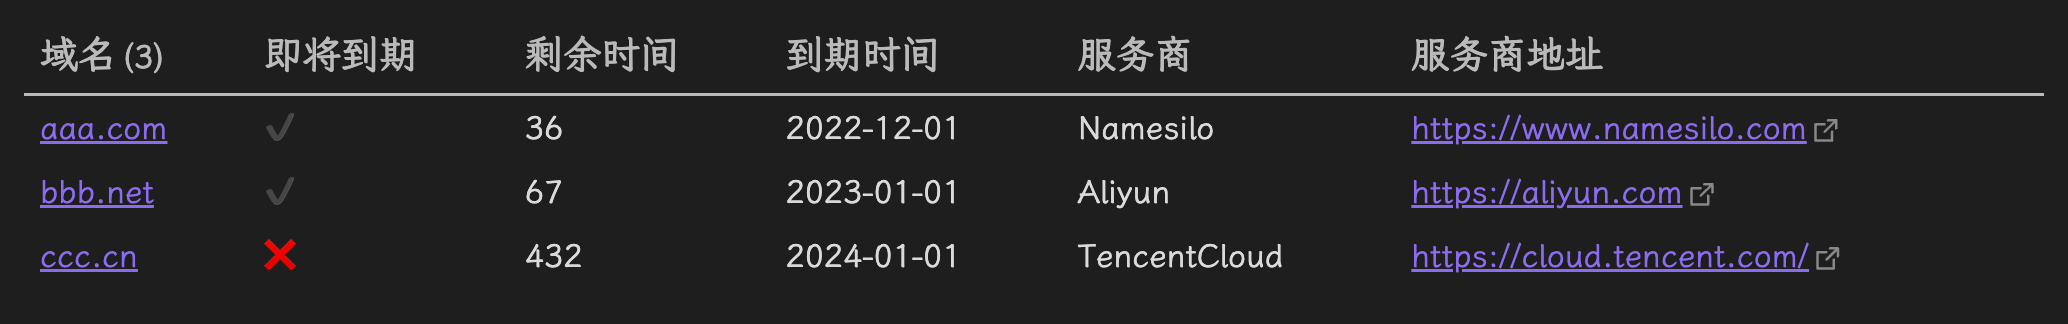 域名 (3) 即将到期 剩余时间 到期时间 服务商 服务商地址
aaa.com ✔ 36 2022-12-01 Namesilo https://www.namesilo.com
bbb.net ✔ 67 2023-01-01 Aliyun https://aliyun.com
ccc.cn ❌ 432 2024-01-01 TencentCloud https://cloud.tencent.com/